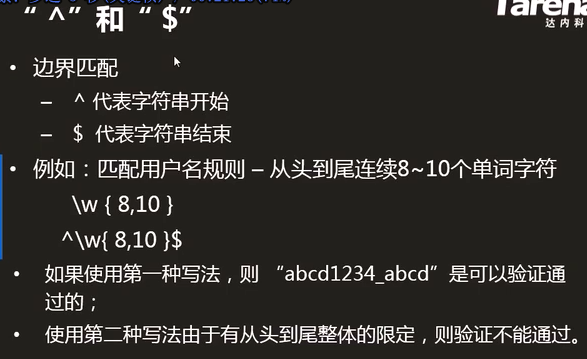 “ ^” 和 “ $”
Tarena
达内科
• 边界匹配
– ^ 代表字符串开始
– $ 代表字符串结束
• 例如：匹配用户名规则 – 从头到尾连续8~10个单词字符
\w { 8,10 }
^\w{ 8,10 }$
• 如果使用第一种写法，则 “abcd1234_abcd” 是可以验证通
过的；
• 使用第二种写法由于有从头到尾整体的限定，则验证不能通过。